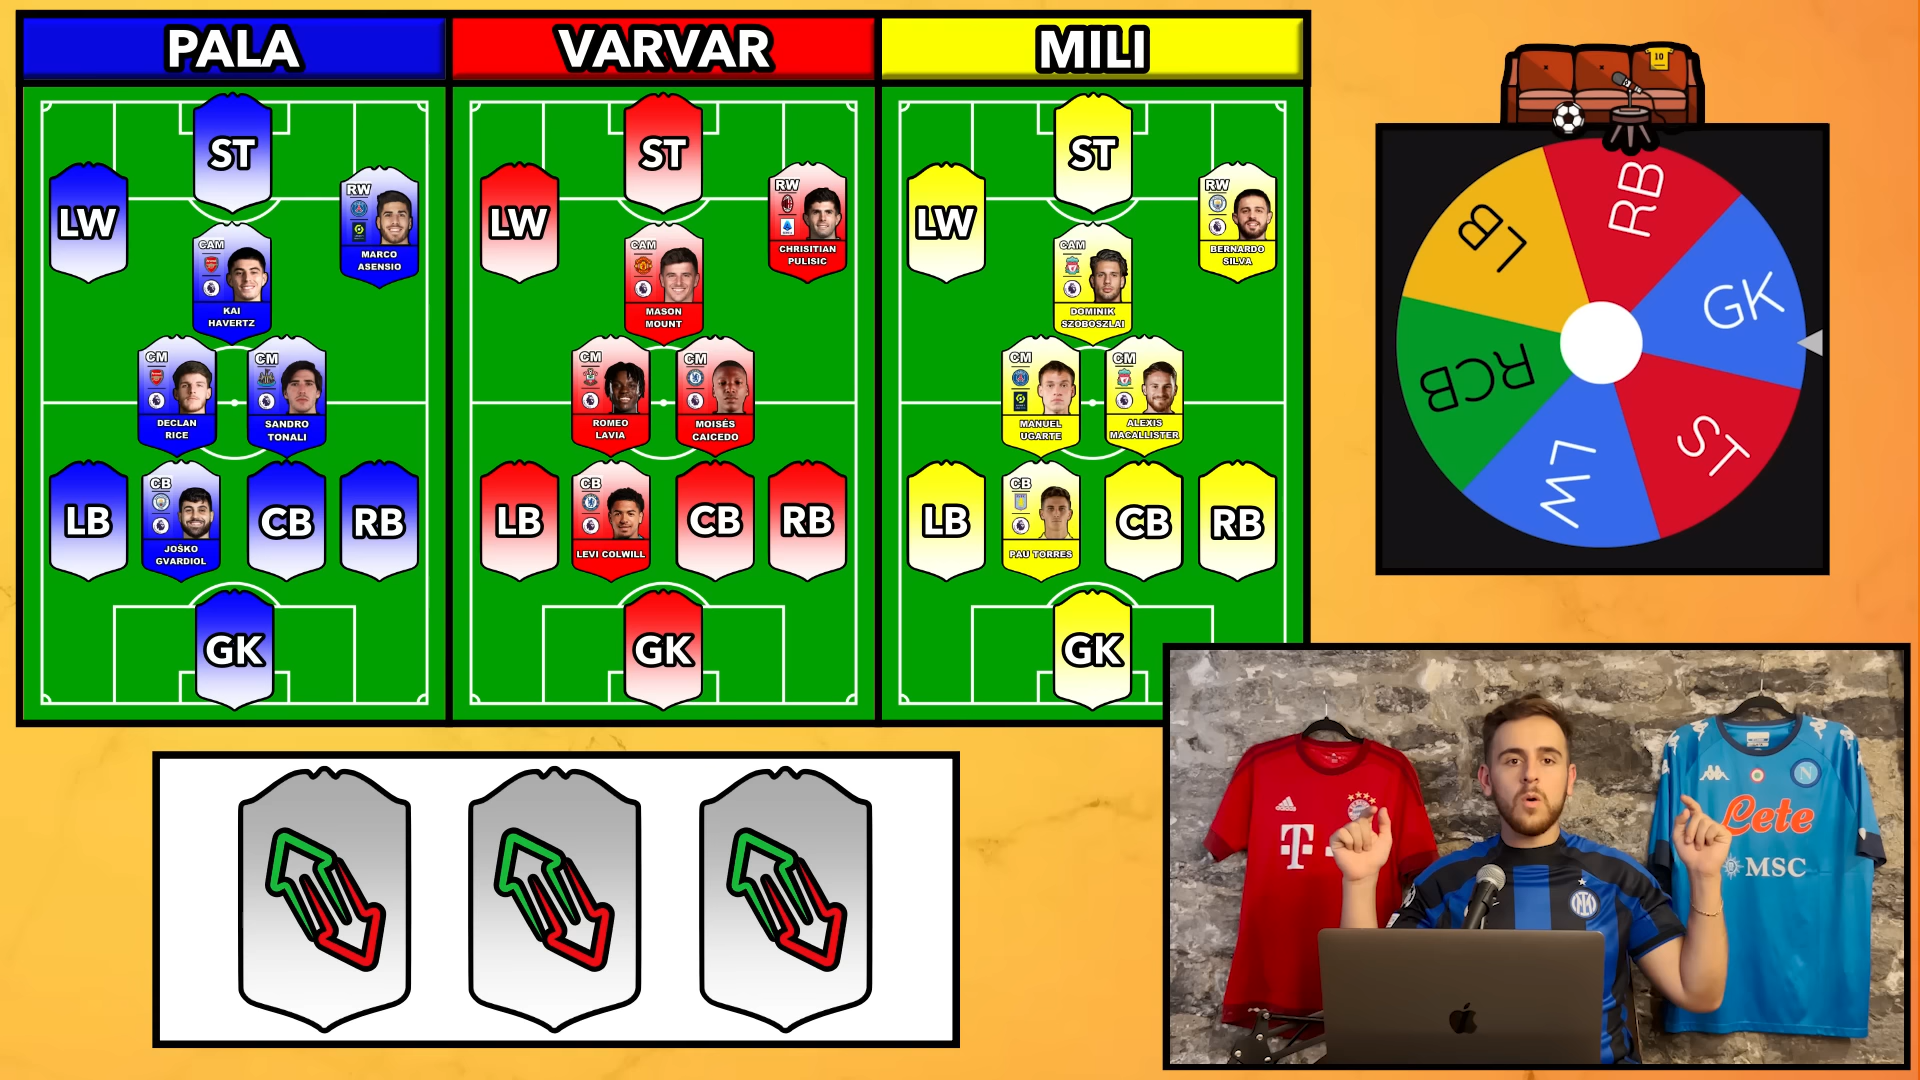 PALA
VARVAR
MILI
ST
LW
RW
MARCO
ASENSIO
CAM
KAI
HAVERTZ
CM
DECLAN
RICE
CM
SANDRO
TONALI
LB
CB
JOŠKO
GVARDIOL
CB
RB
GK
ST
LW
RW
CHRISITIAN
PULISIC
CAM
MASON
MOUNT
CM
ROMEO
LAVIA
CM
MOISÉS
CAICEDO
LB
CB
LEVI COLWILL
CB
RB
GK
ST
LW
RW
BERNARDO
SILVA
CAM
DOMINIK
SZOBOSZLAI
CM
MANUEL
UGARTE
CM
ALEXIS
MACALLISTER
LB
CB
PAU TORRES
CB
RB
GK
10
RB
GK
ST
LW
RCB
LB
adidas
T
Kappa
N
Lete
MSC